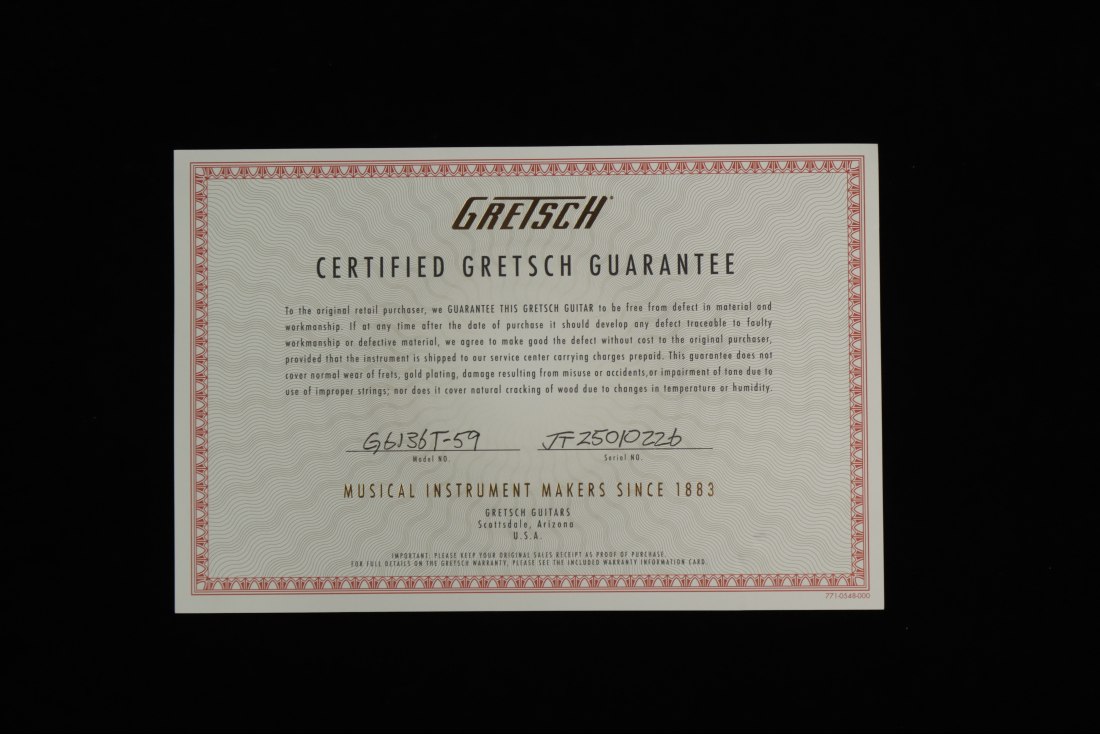 GRETSCH®
CERTIFIED GRETSCH GUARANTEE
To the original retail purchaser, we GUARANTEE THIS GRETSCH GUITAR to be free from defect in material and
workmanship. If at any time after the date of purchase it should develop any defect traceable to faulty
workmanship or defective material, we agree to make good the defect without cost to the original purchaser,
provided that the instrument is shipped to our service center carrying charges prepaid. This guarantee does not
cover normal wear of frets, gold plating, damage resulting from misuse or accidents,or impairment of tone due to
use of improper strings; nor does it cover natural cracking of wood due to changes in temperature or humidity.
G6136T-59 JT25010226
Model NO. Serial NO.
MUSICAL INSTRUMENT MAKERS SINCE 1883
GRETSCH GUITARS
Scottsdale, Arizona
U.S.A.
IMPORTANT: PLEASE KEEP YOUR ORIGINAL SALES RECEIPT AS PROOF OF PURCHASE.
FOR FULL DETAILS ON THE GRETSCH WARRANTY, PLEASE SEE THE INCLUDED WARRANTY INFORMATION CARD.
771-0548-000